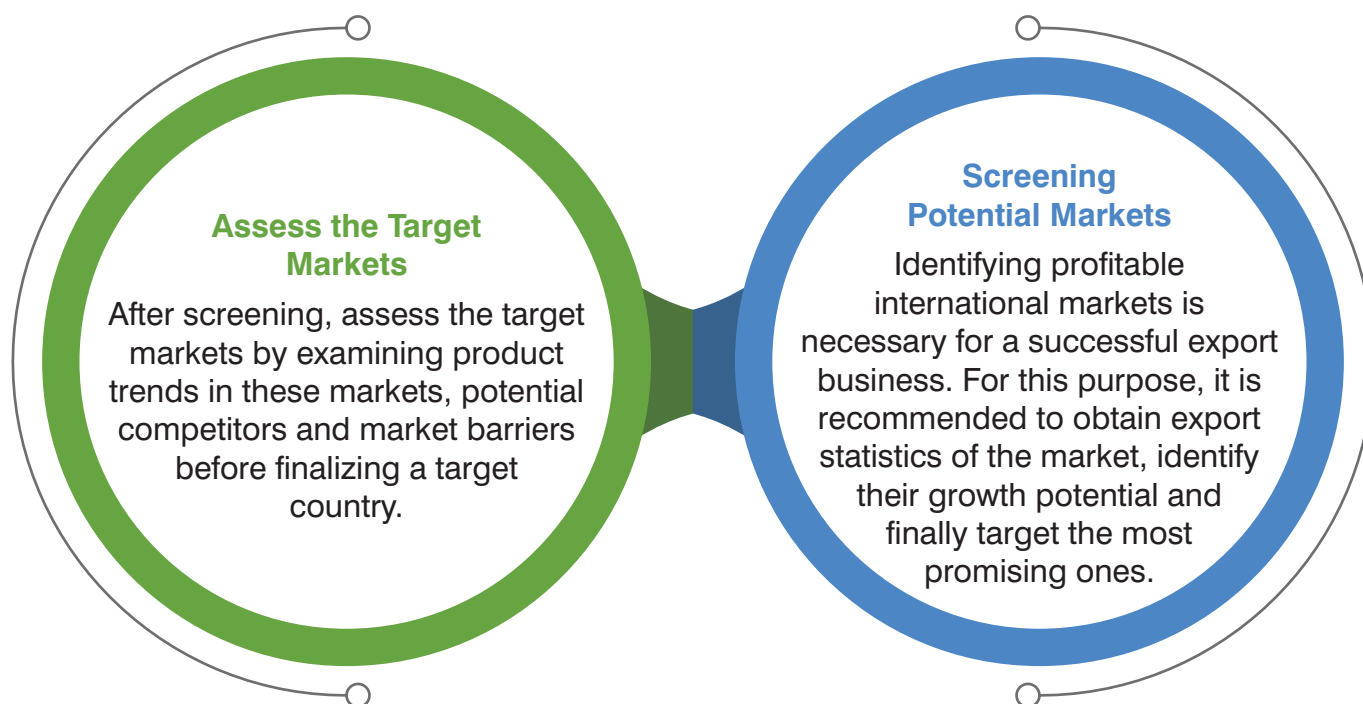 Assess the Target
Markets
After screening, assess the target
markets by examining product
trends in these markets, potential
competitors and market barriers
before finalizing a target
country.
Screening
Potential Markets
Identifying profitable
international markets is
necessary for a successful export
business. For this purpose, it is
recommended to obtain export
statistics of the market, identify
their growth potential and
finally target the most
promising ones.